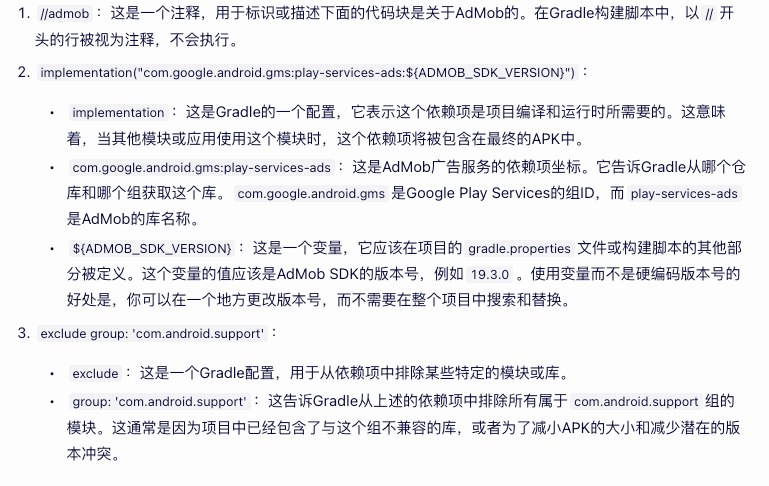 1. //admob ： 这是一个注释，用于标识或描述下面的代码块是关于AdMob的。在Gradle构建脚本中，以 // 开
头的行被视为注释，不会执行。
2. implementation("com.google.android.gms:play-services-ads:${ADMOB_SDK_VERSION}") ：
• implementation ： 这是Gradle的一个配置，它表示这个依赖项是项目编译和运行时所需要的。这意味
着，当其他模块或应用使用这个模块时，这个依赖项将被包含在最终的APK中。
• com.google.android.gms:play-services-ads ： 这是AdMob广告服务的依赖项坐标。它告诉Gradle从哪个仓
库和哪个组获取这个库。 com.google.android.gms 是Google Play Services的组ID，而 play-services-ads
是AdMob的库名称。
• ${ADMOB_SDK_VERSION} ： 这是一个变量，它应该在项目的 gradle.properties 文件或构建脚本的其他部
分被定义。这个变量的值应该是AdMob SDK的版本号，例如 19.3.0 。使用变量而不是硬编码版本号的
好处是，你可以在一个地方更改版本号，而不需要在整个项目中搜索和替换。
3. exclude group: 'com.android.support' ：
• exclude ： 这是一个Gradle配置，用于从依赖项中排除某些特定的模块或库。
• group: 'com.android.support' ： 这告诉Gradle从上述的依赖项中排除所有属于 com.android.support 组的
模块。这通常是因为项目中已经包含了与这个组不兼容的库，或者为了减小APK的大小和减少潜在的版
本冲突。